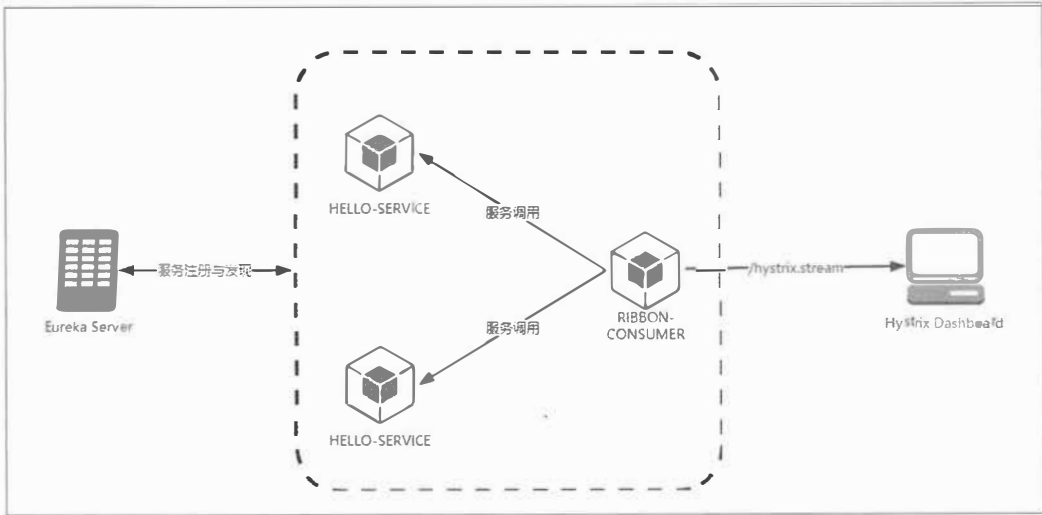 HELLO-SERVICE
服务调用
服务注册与发现
/hystrix.stream
Eureka Server
服务调用
RIBBON-
CONSUMER
Hystrix Dashboard
HELLO-SERVICE